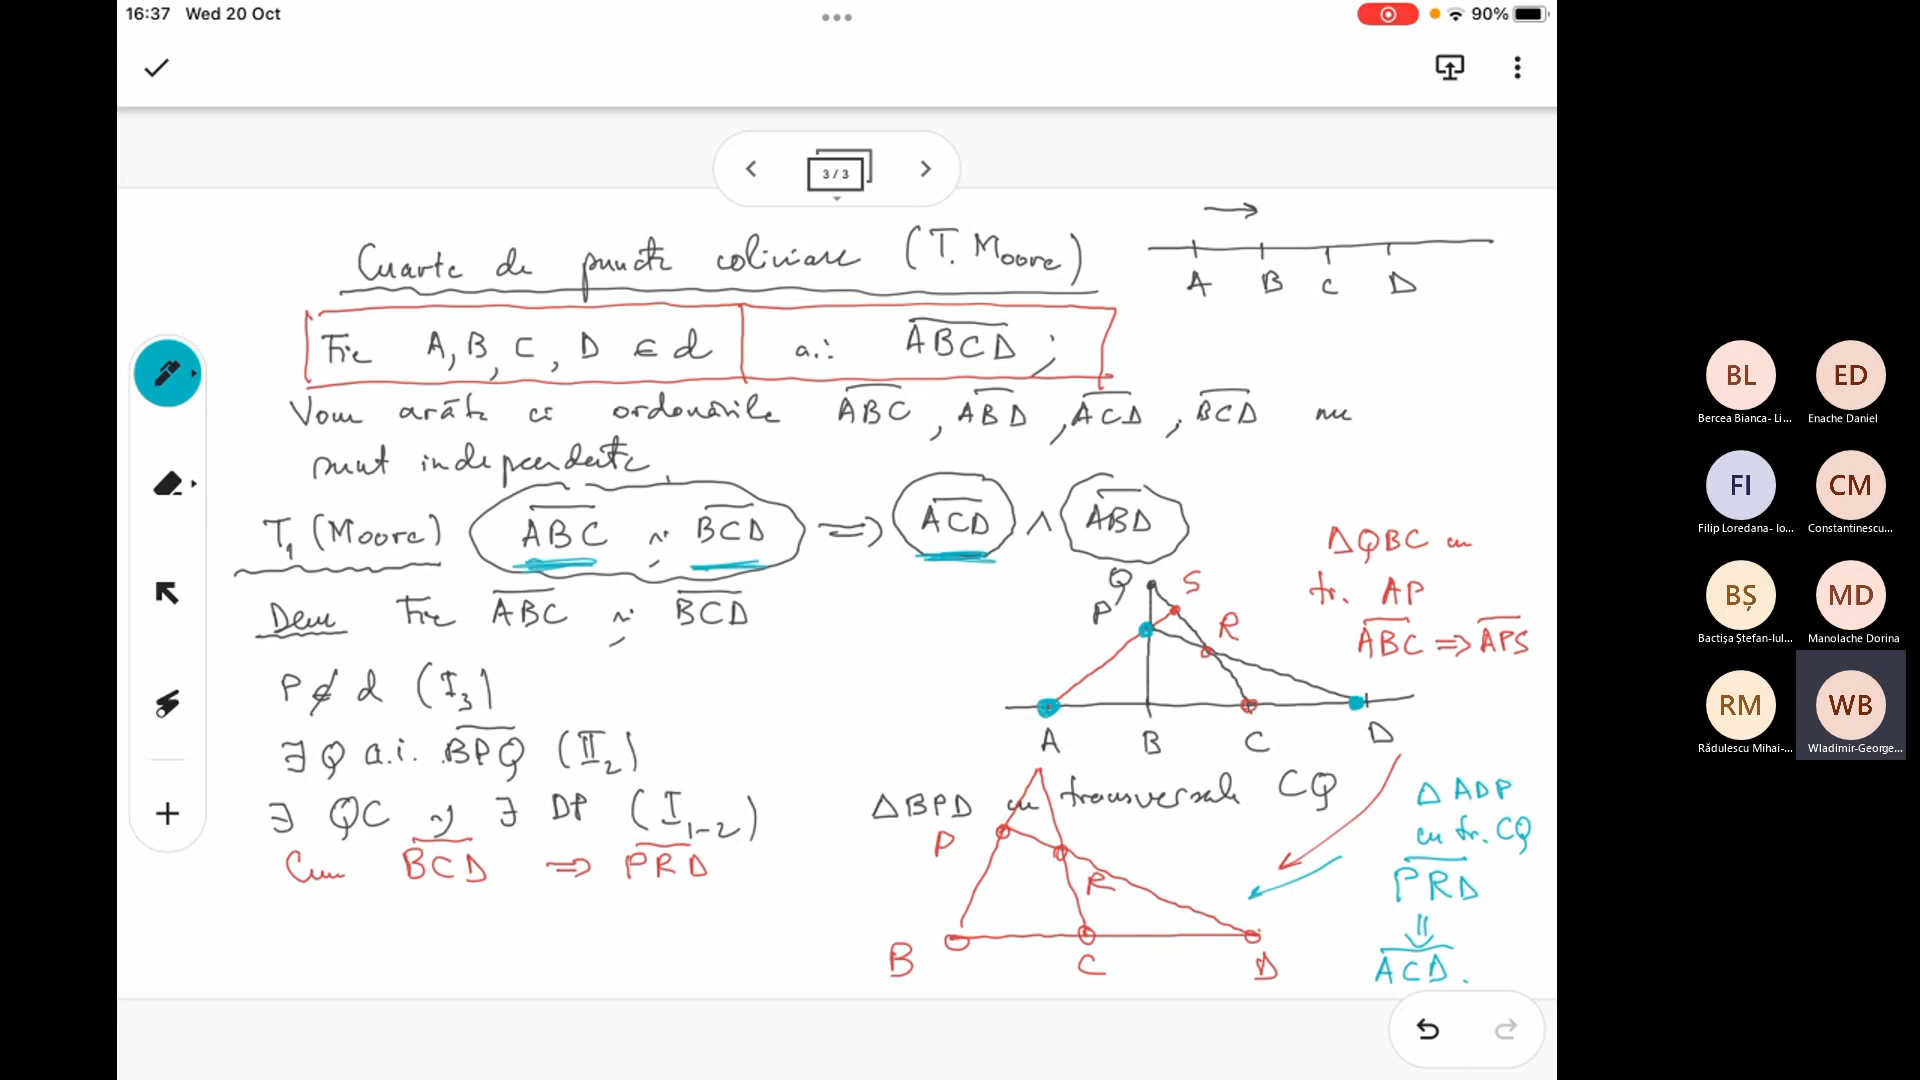 16:37 Wed 20 Oct
90%
3 / 3
Cuarte de puncte coliniare (T. Moore)
A B C D
Fie A, B, C, D ∈ d a.î. ABCD ;
Vom arăta că ordonările ABC, ABD, ACD, BCD nu
sunt independente
T₁ (Moore) ABC și BCD ⟹ ACD ∧ ABD
Dem Fie ABC și BCD
P ∉ d (I₃)
∃ Q a.i. BPQ (II₂)
∃ QC și ∃ DP (I₁₋₂)
Cum BCD ⟹ PRD
Q S
P R
A B C D
ΔQBC cu
tr. AP
ABC ⟹ APS
ΔBPD cu transversala CQ
P R
B C D
Δ ADP
cu tr. CQ
PRD
⇓
ACD.
BL ED
Bercea Bianca- Li... Enache Daniel
FI CM
Filip Loredana- Io... Constantinescu...
BȘ MD
Bactișa Ștefan-Iul... Manolache Dorina
RM WB
Rădulescu Mihai-... Wladimir-George...